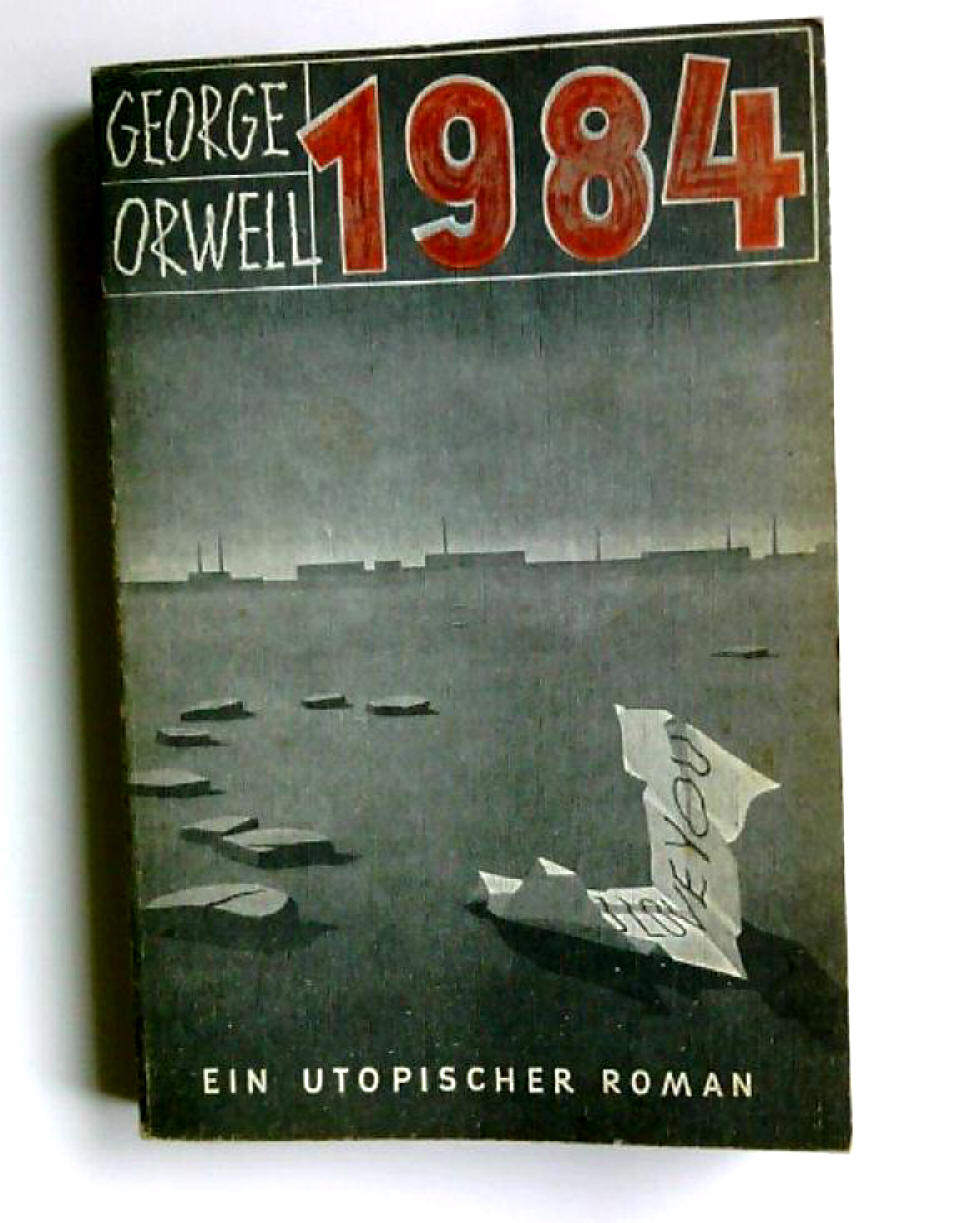 GEORGE
ORWELL
1984
I LOVE YOU
EIN UTOPISCHER ROMAN